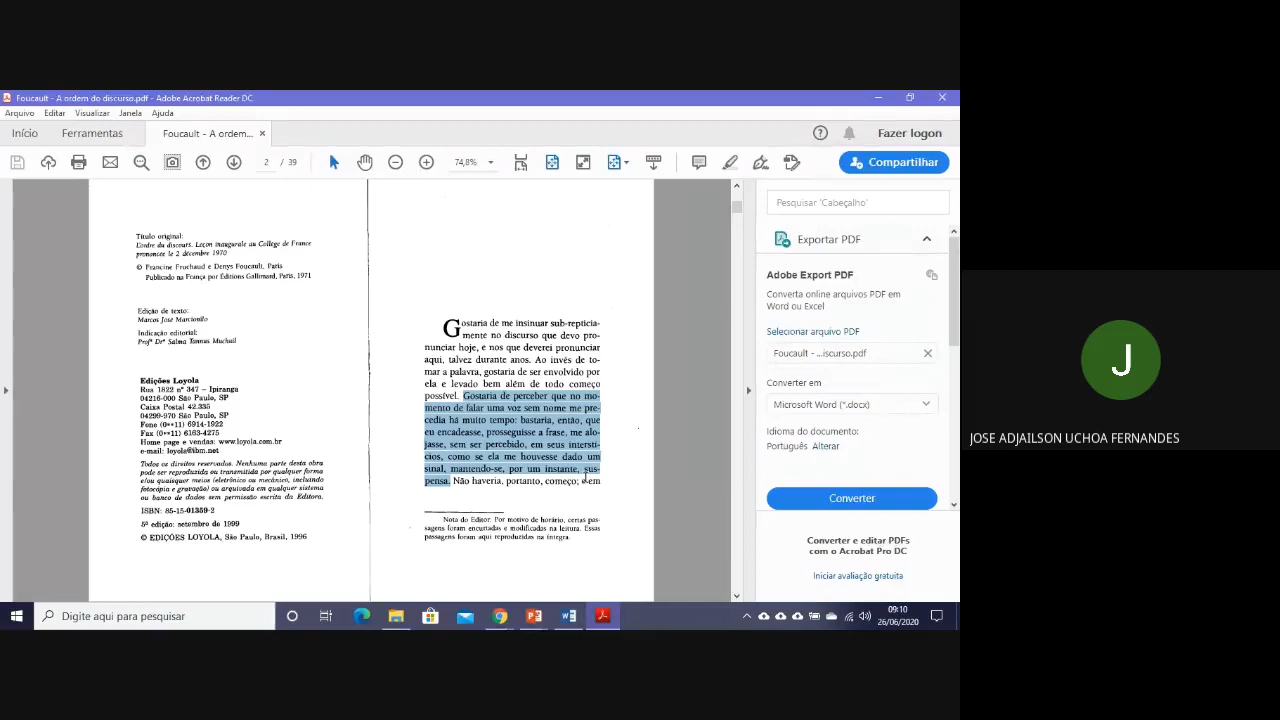 Foucault - A ordem do discurso.pdf - Adobe Acrobat Reader DC
Arquivo Editar Visualizar Janela Ajuda
Início Ferramentas Foucault - A ordem... × Fazer logon
2 / 39 74,8% Compartilhar
Título original:
L'ordre du discours. Leçon inaugurale au Collège de France
prononcée le 2 décembre 1970
© Francine Fruchaud e Denys Foucault, Paris
Publicado na França por Éditions Gallimard, Paris, 1971
Edição de texto:
Marcos José Marcionilo
Indicação editorial:
Profª Drª Salma Tannus Muchail
Edições Loyola
Rua 1822 nº 347 – Ipiranga
04216-000 São Paulo, SP
Caixa Postal 42.335
04299-970 São Paulo, SP
Fone (0**11) 6914-1922
Fax (0**11) 6163-4275
Home page e vendas: www.loyola.com.br
e-mail: loyola@ibm.net
Todos os direitos reservados. Nenhuma parte desta obra
pode ser reproduzida ou transmitida por qualquer forma
e/ou quaisquer meios (eletrônico ou mecânico, incluindo
fotocópia e gravação) ou arquivada em qualquer sistema
ou banco de dados sem permissão escrita da Editora.
ISBN: 85-15-01359-2
5ª edição: setembro de 1999
© EDIÇÕES LOYOLA, São Paulo, Brasil, 1996
Gostaria de me insinuar sub-repticia-
mente no discurso que devo pro-
nunciar hoje, e nos que deverei pronunciar
aqui, talvez durante anos. Ao invés de to-
mar a palavra, gostaria de ser envolvido por
ela e levado bem além de todo começo
possível. Gostaria de perceber que no mo-
mento de falar uma voz sem nome me pre-
cedia há muito tempo: bastaria, então, que
eu encadeasse, prosseguisse a frase, me alo-
jasse, sem ser percebido, em seus interstí-
cios, como se ela me houvesse dado um
sinal, mantendo-se, por um instante, sus-
pensa. Não haveria, portanto, começo; e em
Nota do Editor: Por motivo de horário, certas pas-
sagens foram encurtadas e modificadas na leitura. Essas
passagens foram aqui reproduzidas na íntegra.
Pesquisar 'Cabeçalho'
Exportar PDF
Adobe Export PDF
Converta online arquivos PDF em
Word ou Excel
Selecionar arquivo PDF
Foucault - ...iscurso.pdf ×
Converter em
Microsoft Word (*.docx)
Idioma do documento:
Português Alterar
Converter
Converter e editar PDFs
com o Acrobat Pro DC
Iniciar avaliação gratuita
J
JOSE ADJAILSON UCHOA FERNANDES
Digite aqui para pesquisar
09:10
26/06/2020